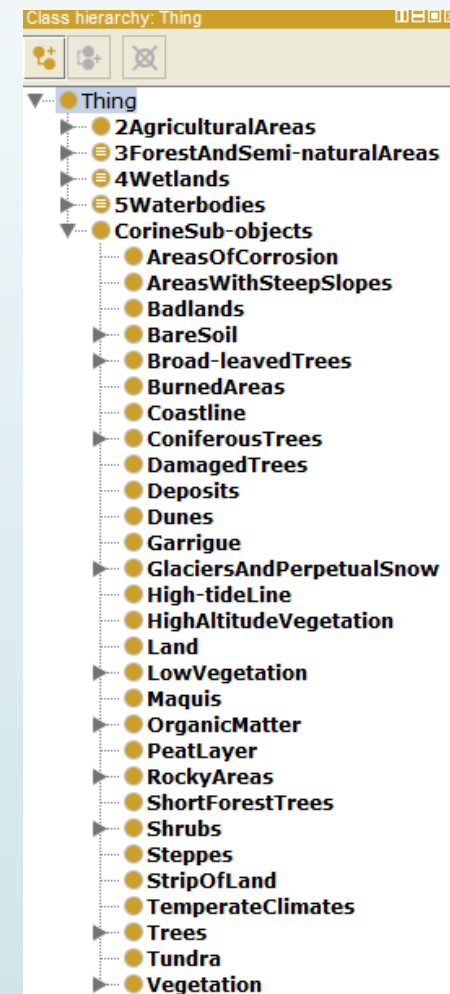 Class hierarchy: Thing
Thing
2AgriculturalAreas
3ForestAndSemi-naturalAreas
4Wetlands
5Waterbodies
CorineSub-objects
AreasOfCorrosion
AreasWithSteepSlopes
Badlands
BareSoil
Broad-leavedTrees
BurnedAreas
Coastline
ConiferousTrees
DamagedTrees
Deposits
Dunes
Garrigue
GlaciersAndPerpetualSnow
High-tideLine
HighAltitudeVegetation
Land
LowVegetation
Maquis
OrganicMatter
PeatLayer
RockyAreas
ShortForestTrees
Shrubs
Steppes
StripOfLand
TemperateClimates
Trees
Tundra
Vegetation